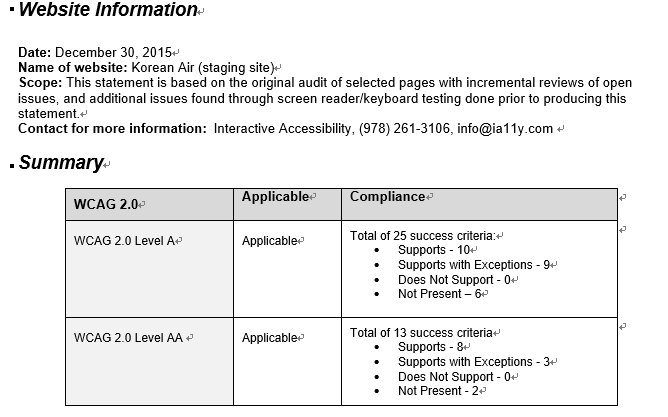 Website Information
Date: December 30, 2015
Name of website: Korean Air (staging site)
Scope: This statement is based on the original audit of selected pages with incremental reviews of open
issues, and additional issues found through screen reader/keyboard testing done prior to producing this
statement.
Contact for more information: Interactive Accessibility, (978) 261-3106, info@ia11y.com
Summary
WCAG 2.0 Applicable Compliance
WCAG 2.0 Level A Applicable Total of 25 success criteria:
• Supports - 10
• Supports with Exceptions - 9
• Does Not Support - 0
• Not Present – 6
WCAG 2.0 Level AA Applicable Total of 13 success criteria
• Supports - 8
• Supports with Exceptions - 3
• Does Not Support - 0
• Not Present - 2